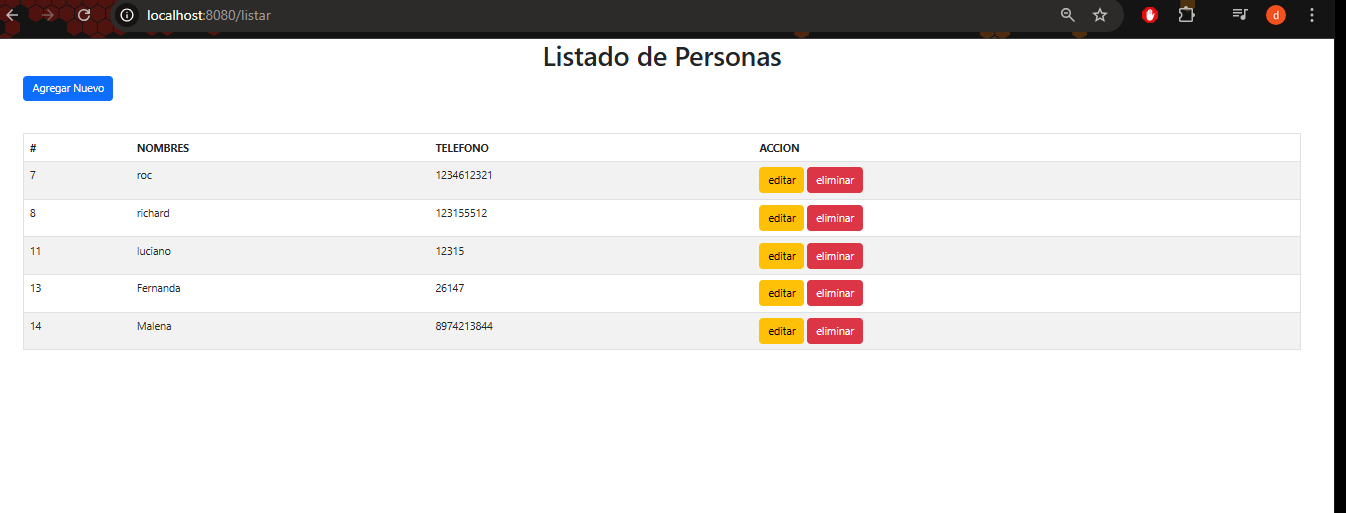 localhost:8080/listar
d
Listado de Personas
Agregar Nuevo
# NOMBRES TELEFONO ACCION
7 roc 1234612321 editar eliminar
8 richard 123155512 editar eliminar
11 luciano 12315 editar eliminar
13 Fernanda 26147 editar eliminar
14 Malena 8974213844 editar eliminar